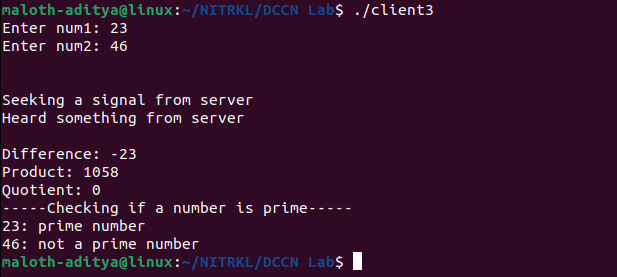 maloth-aditya@linux:~/NITRKL/DCCN Lab$ ./client3
Enter num1: 23
Enter num2: 46
Seeking a signal from server
Heard something from server
Difference: -23
Product: 1058
Quotient: 0
-----Checking if a number is prime-----
23: prime number
46: not a prime number
maloth-aditya@linux:~/NITRKL/DCCN Lab$